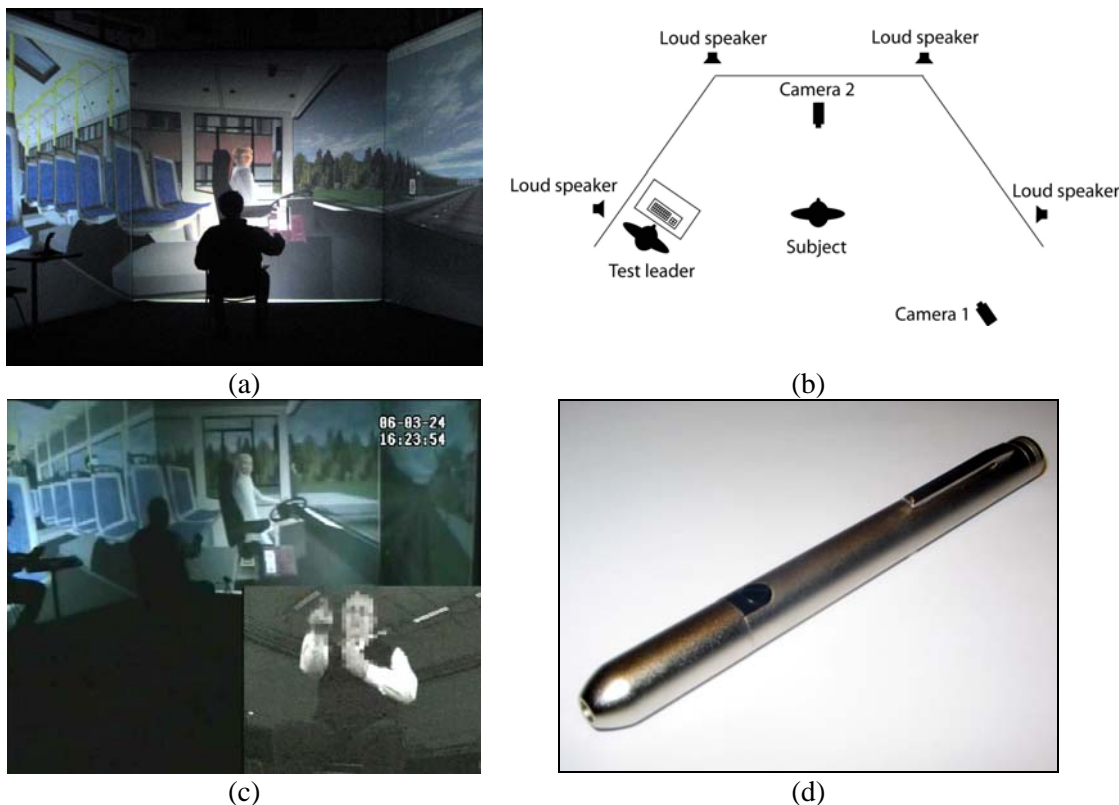 Loud speaker
Loud speaker
Camera 2
Loud speaker
Loud speaker
Subject
Test leader
Camera 1
(a)
(b)
06-03-24
16:23:54
(c)
(d)